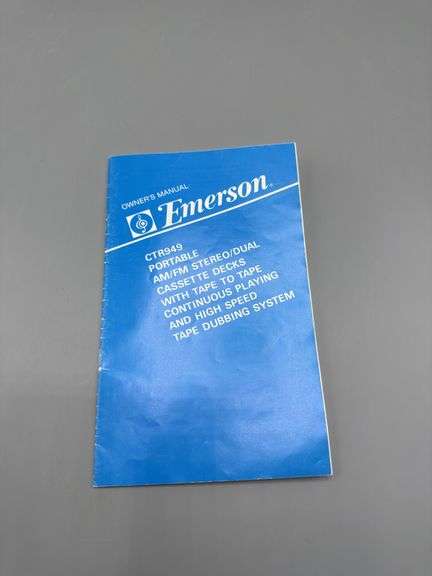 OWNER'S MANUAL
Emerson®
CTR949
PORTABLE
AM/FM STEREO/DUAL
CASSETTE DECKS
WITH TAPE TO TAPE
CONTINUOUS PLAYING
AND HIGH SPEED
TAPE DUBBING SYSTEM